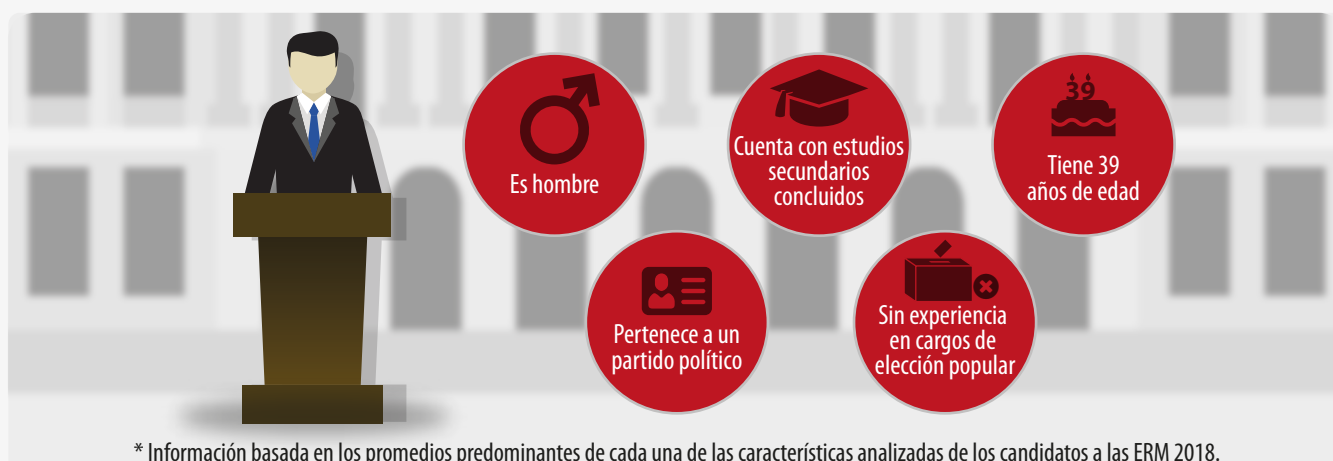 Es hombre
Cuenta con estudios
secundarios
concluidos
39
Tiene 39
años de edad
Pertenece a un
partido político
Sin experiencia
en cargos de
elección popular
* Información basada en los promedios predominantes de cada una de las características analizadas de los candidatos a las ERM 2018.